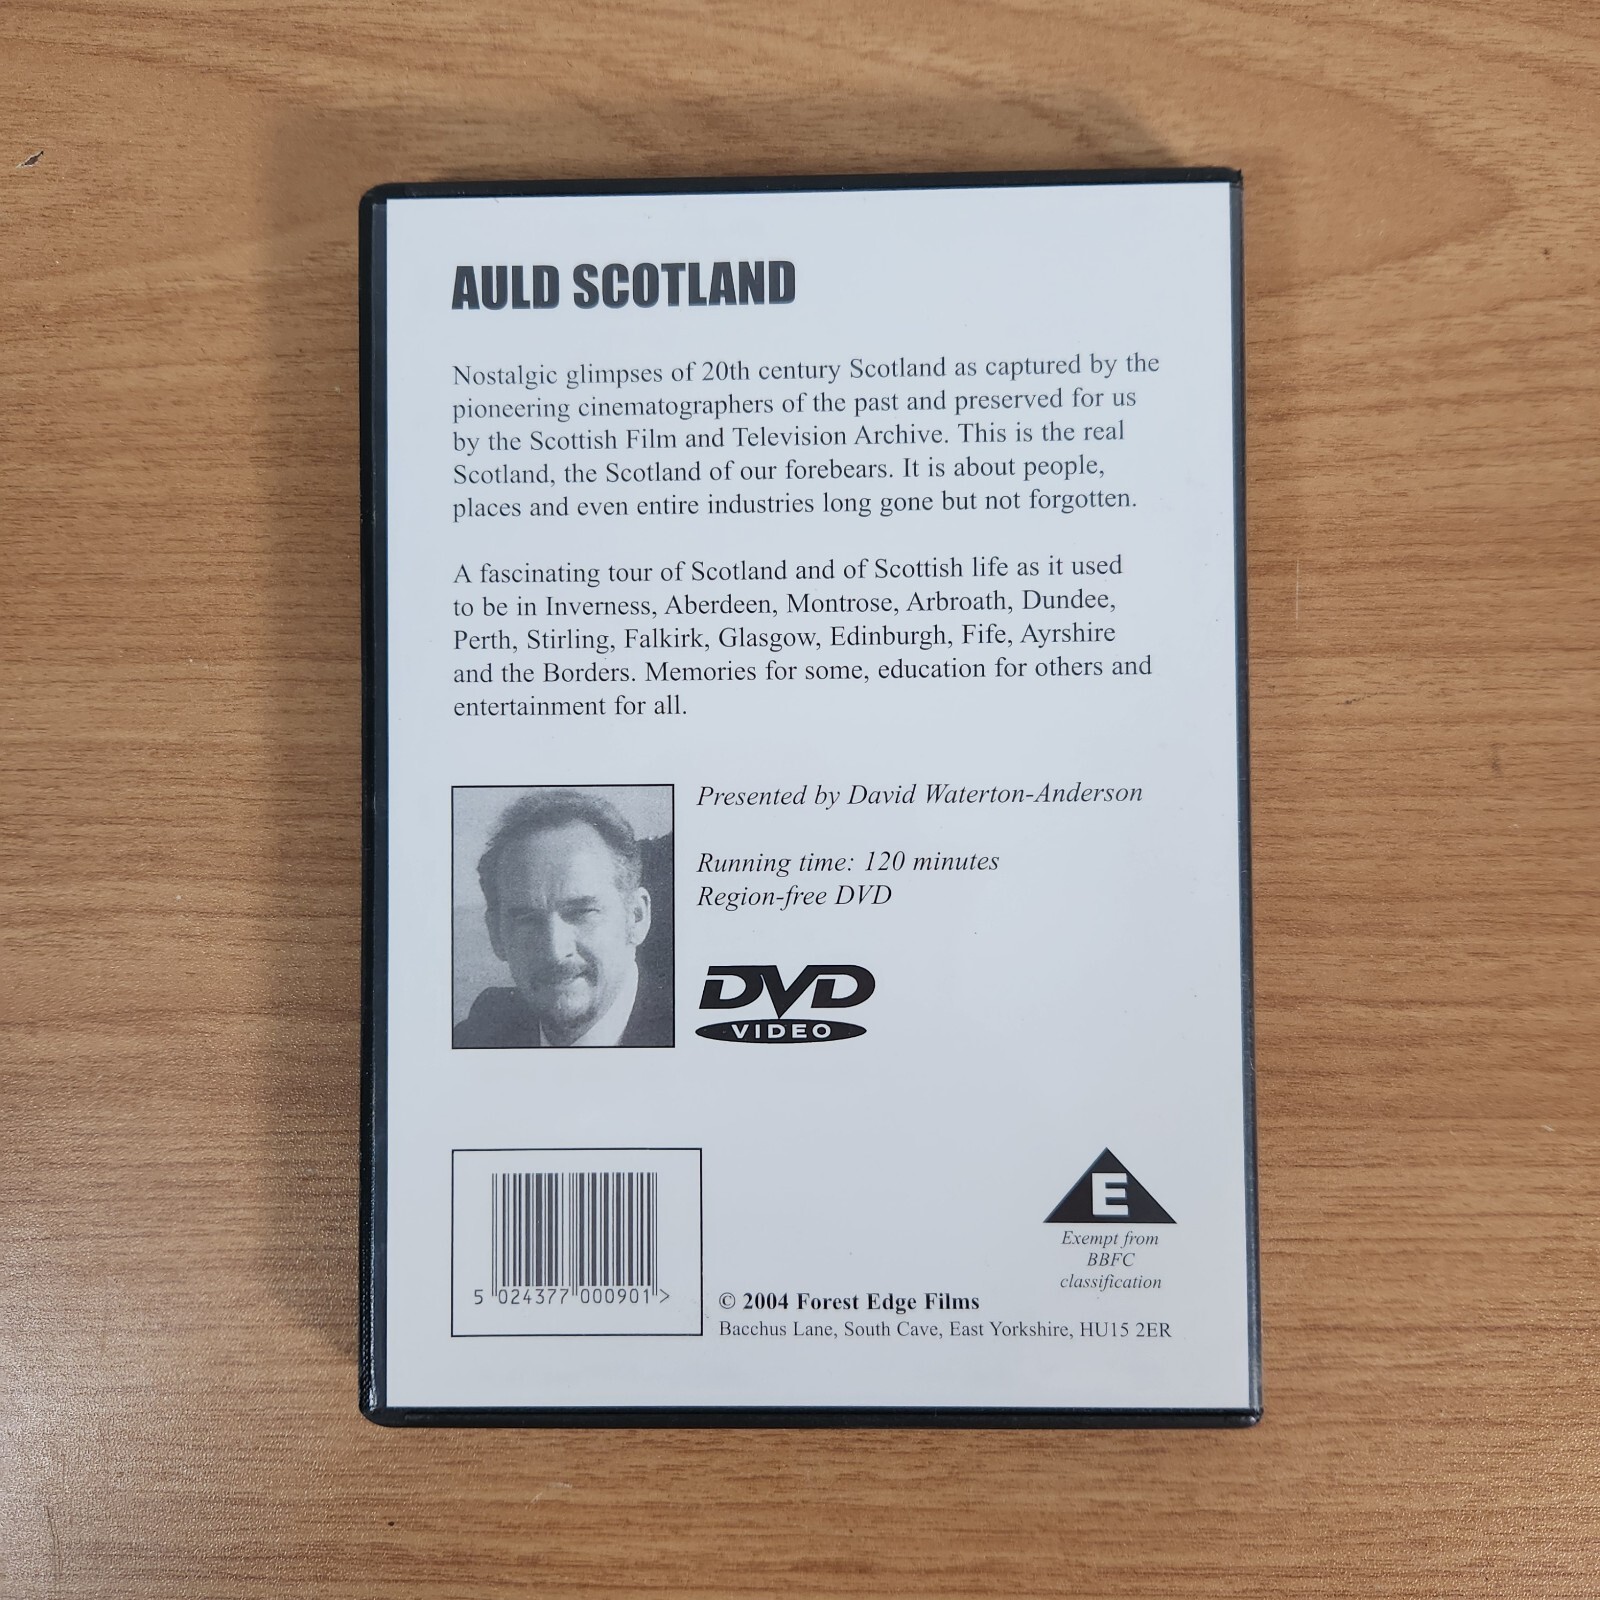 AULD SCOTLAND
Nostalgic glimpses of 20th century Scotland as captured by the
pioneering cinematographers of the past and preserved for us
by the Scottish Film and Television Archive. This is the real
Scotland, the Scotland of our forebears. It is about people,
places and even entire industries long gone but not forgotten.
A fascinating tour of Scotland and of Scottish life as it used
to be in Inverness, Aberdeen, Montrose, Arbroath, Dundee,
Perth, Stirling, Falkirk, Glasgow, Edinburgh, Fife, Ayrshire
and the Borders. Memories for some, education for others and
entertainment for all.
Presented by David Waterton-Anderson
Running time: 120 minutes
Region-free DVD
DVD
VIDEO
E
Exempt from
BBFC
classification
5 024377 000901 >
© 2004 Forest Edge Films
Bacchus Lane, South Cave, East Yorkshire, HU15 2ER